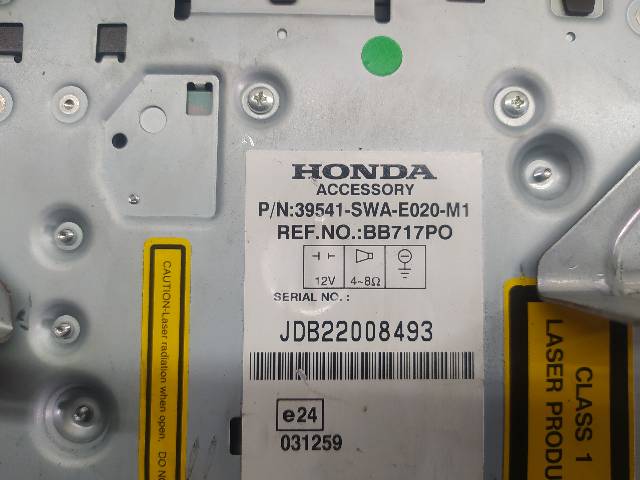 HONDA
ACCESSORY
P/N:39541-SWA-E020-M1
REF.NO.:BB717PO
12V 4~8Ω
SERIAL NO.:
JDB22008493
e24
031259
CAUTION-Laser
radiation when open. DO
CLASS 1
LASER PRODU